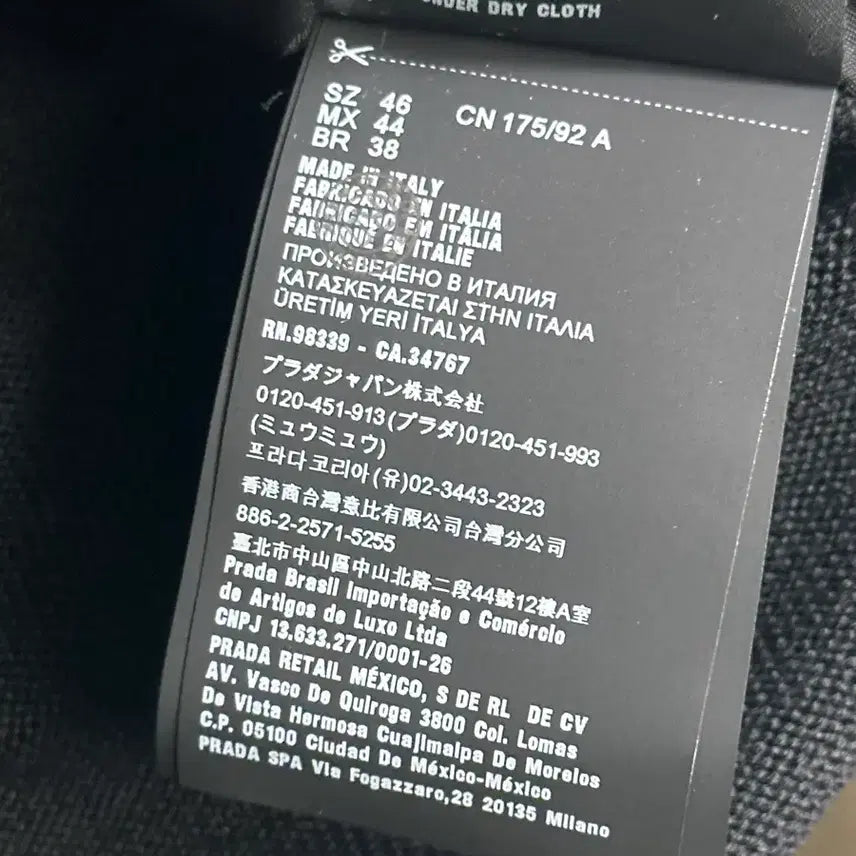 UNDER DRY CLOTH
SZ 46
MX 44
BR 38
CN 175/92 A
MADE IN ITALY
FABRICADO EN ITALIA
FABRICADO EM ITÁLIA
FABRIQUE EN ITALIE
ПРОИЗВЕДЕНО В ИТАЛИЯ
ΚΑΤΑΣΚΕΥΑΖΕΤΑΙ ΣΤΗΝ ΙΤΑΛΙΑ
ÜRETİM YERİ İTALYA
RN.98339 - CA.34767
プラダジャパン株式会社
0120-451-913(プラダ)0120-451-993
(ミュウミュウ)
프라다코리아(유)02-3443-2323
香港商台灣意比有限公司台灣分公司
886-2-2571-5255
臺北市中山區中山北路二段44號12樓A室
Prada Brasil Importação e Comércio
de Artigos de Luxo Ltda
CNPJ 13.633.271/0001-26
PRADA RETAIL MÉXICO, S DE RL DE CV
AV. Vasco De Quiroga 3800 Col. Lomas
De Vista Hermosa Cuajimalpa De Morelos
C.P. 05100 Ciudad De México-México
PRADA SPA Via Fogazzaro,28 20135 Milano